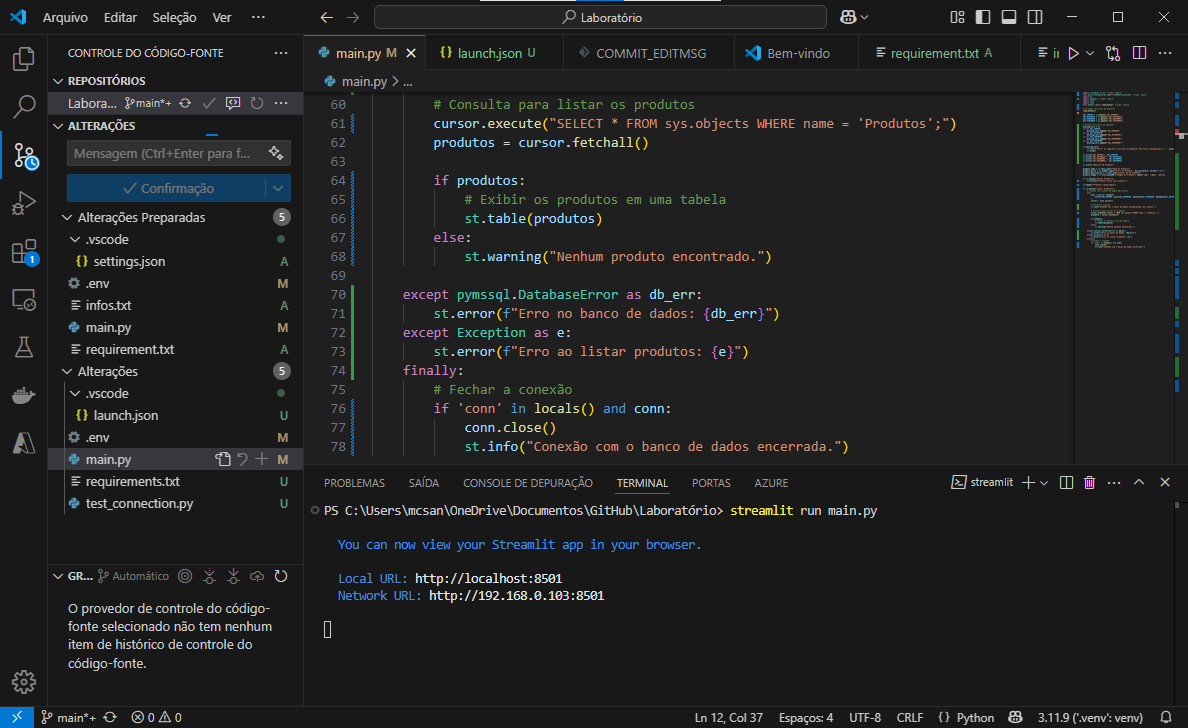 Arquivo Editar Seleção Ver ··· Laboratório
CONTROLE DO CÓDIGO-FONTE ···
REPOSITÓRIOS
Labora... main*+ ···
ALTERAÇÕES
Mensagem (Ctrl+Enter para f...
Confirmação
Alterações Preparadas 5
.vscode
settings.json A
.env M
infos.txt A
main.py M
requirement.txt A
Alterações 5
.vscode
launch.json U
.env M
main.py M
requirements.txt U
test_connection.py U
GR... Automático
O provedor de controle do código-
fonte selecionado não tem nenhum
item de histórico de controle do
código-fonte.
1
main.py M launch.json U COMMIT_EDITMSG Bem-vindo requirement.txt A
main.py > ...
60 # Consulta para listar os produtos
61 cursor.execute("SELECT * FROM sys.objects WHERE name = 'Produtos';")
62 produtos = cursor.fetchall()
63
64 if produtos:
65 # Exibir os produtos em uma tabela
66 st.table(produtos)
67 else:
68 st.warning("Nenhum produto encontrado.")
69
70 except pymssql.DatabaseError as db_err:
71 st.error(f"Erro no banco de dados: {db_err}")
72 except Exception as e:
73 st.error(f"Erro ao listar produtos: {e}")
74 finally:
75 # Fechar a conexão
76 if 'conn' in locals() and conn:
77 conn.close()
78 st.info("Conexão com o banco de dados encerrada.")
PROBLEMAS SAÍDA CONSOLE DE DEPURAÇÃO TERMINAL PORTAS AZURE streamlit ···
PS C:\Users\mcsan\OneDrive\Documentos\GitHub\Laboratório> streamlit run main.py
You can now view your Streamlit app in your browser.
Local URL: http://localhost:8501
Network URL: http://192.168.0.103:8501
main*+ 0 0 Ln 12, Col 37 Espaços: 4 UTF-8 CRLF {} Python 3.11.9 ('.venv': venv)